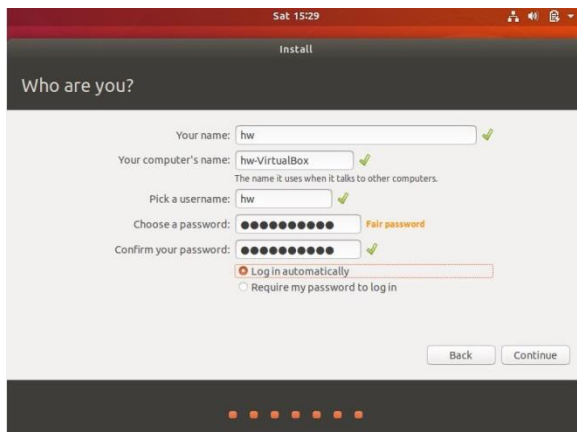 Sat 15:29
Install
Who are you?
Your name: hw
Your computer's name: hw-VirtualBox
The name it uses when it talks to other computers.
Pick a username: hw
Choose a password: ●●●●●●●●●● Fair password
Confirm your password: ●●●●●●●●●●
Log in automatically
Require my password to log in
Back Continue